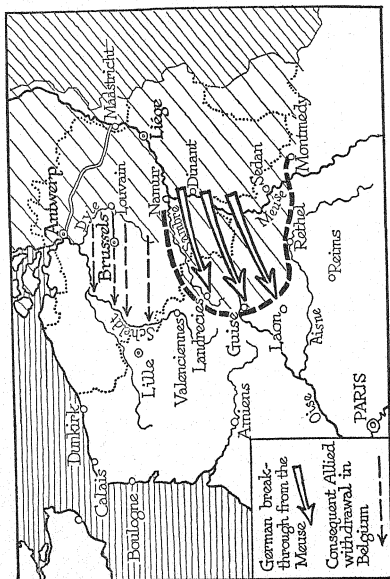 Antwerp
Maastricht
Dyle
Brussels
Louvain
Liège
Dunkirk
Calais
Boulogne
Scheldt
Lille
Valenciennes
Namur
Sambre
Dinant
Landrecies
Guise
Sedan
Meuse
Montmedy
Amiens
Laon
Rethel
Aisne
Oise
Reims
PARIS
German break-
through from the
Meuse
Consequent Allied
withdrawal in
Belgium